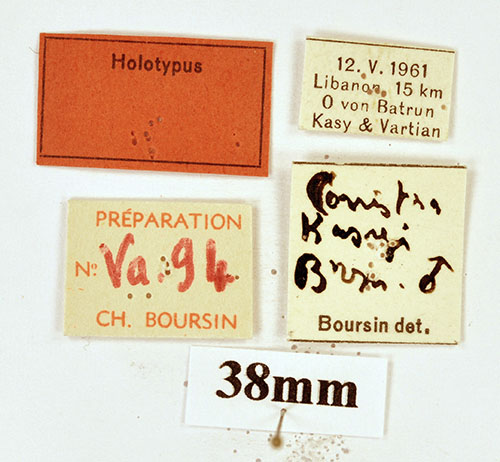 Holotypus
12. V. 1961
Libanon, 15 km
O von Batrun
Kasy & Vartian
PRÉPARATION
No. Va. 94
CH. BOURSIN
Conistra
Kasyi
Brsn. ♂
Boursin det.
38mm